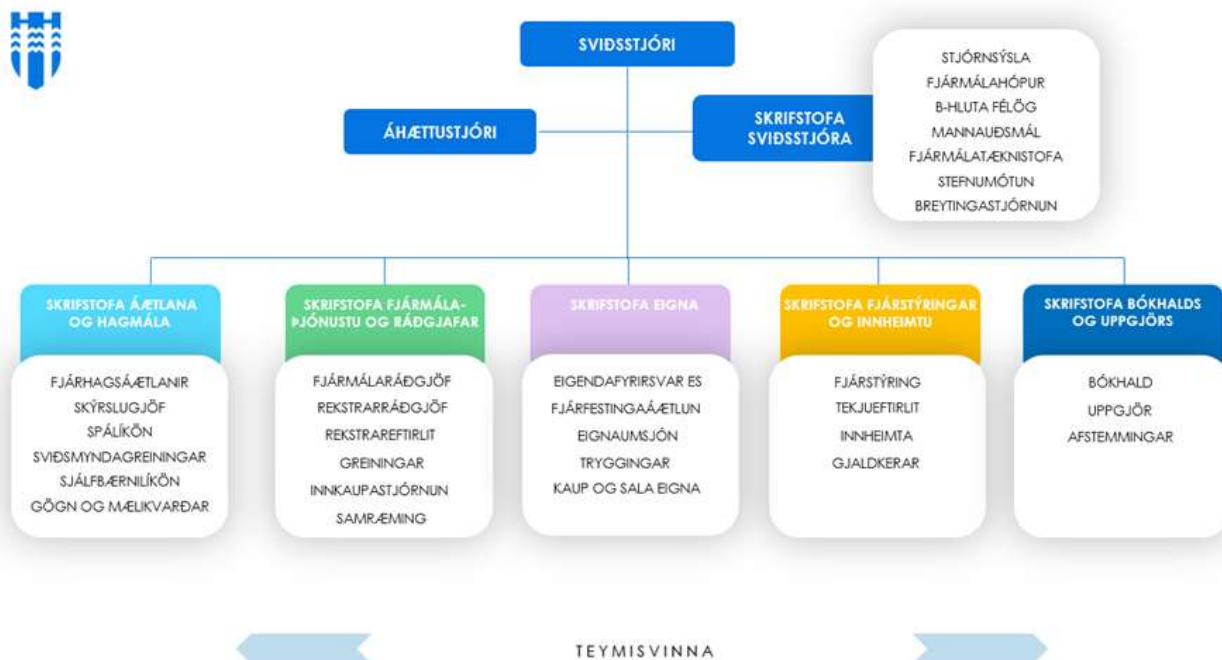 SVIÐSSTJÓRI
ÁHÆTTUSTJÓRI
SKRIFSTOFA
SVIÐSSTJÓRA
STJÓRNSÝSLA
FJÁRMÁLAHÓPUR
B-HLUTA FÉLÖG
MANNAUÐSMÁL
FJÁRMÁLATÆKNISTOFA
STEFNUMÓTUN
BREYTINGASTJÓRNUN
SKRIFSTOFA ÁÆTLANA
OG HAGMÁLA
FJÁRHAGSÁÆTLANIR
SKÝRSLUGJÖF
SPÁLÍKÖN
SVIÐSMYNDAGREININGAR
SJÁLFBÆRNILÍKÖN
GÖGN OG MÆLIKVARÐAR
SKRIFSTOFA FJÁRMÁLA-
ÞJÓNUSTU OG RÁÐGJAFAR
FJÁRMÁLARÁÐGJÖF
REKSTRARRÁÐGJÖF
REKSTRAREFTIRLIT
GREININGAR
INNKAUPASTJÓRNUN
SAMRÆMING
SKRIFSTOFA EIGNA
EIGENDAFYRIRSVAR ES
FJÁRFESTINGAÁÆTLUN
EIGNAUMSJÓN
TRYGGINGAR
KAUP OG SALA EIGNA
SKRIFSTOFA FJÁRSTÝRINGAR
OG INNHEIMTU
FJÁRSTÝRING
TEKJUEFTIRLIT
INNHEIMTA
GJALDKERAR
SKRIFSTOFA BÓKHALDS
OG UPPGJÖRS
BÓKHALD
UPPGJÖR
AFSTEMMINGAR
TEYMISVINNA